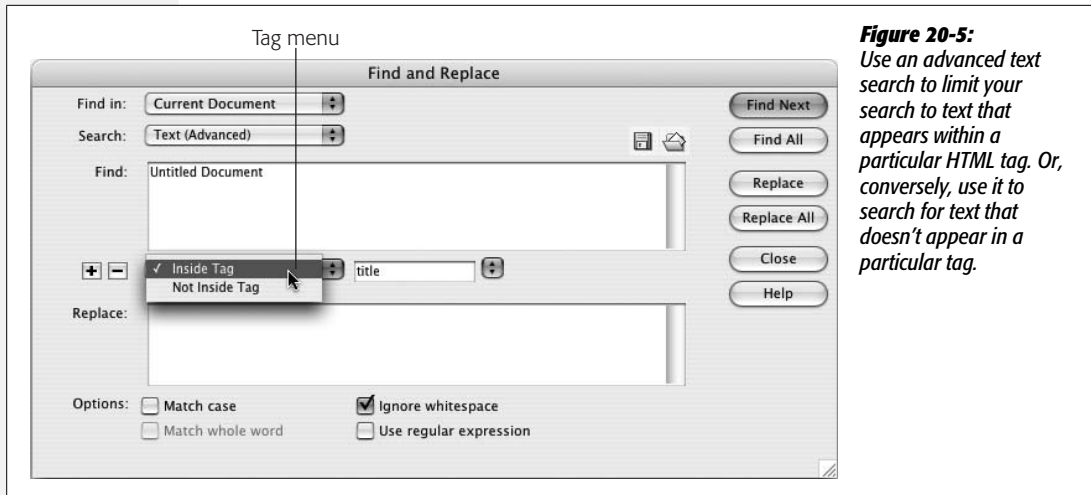 Tag menu
Find and Replace
Find in: Current Document
Find Next
Search: Text (Advanced)
Find All
Find: Untitled Document
Replace
Replace All
✓ Inside Tag
title
Not Inside Tag
Close
Help
Replace:
Options: Match case
Ignore whitespace
Match whole word
Use regular expression
Figure 20-5:
Use an advanced text
search to limit your
search to text that
appears within a
particular HTML tag. Or,
conversely, use it to
search for text that
doesn't appear in a
particular tag.